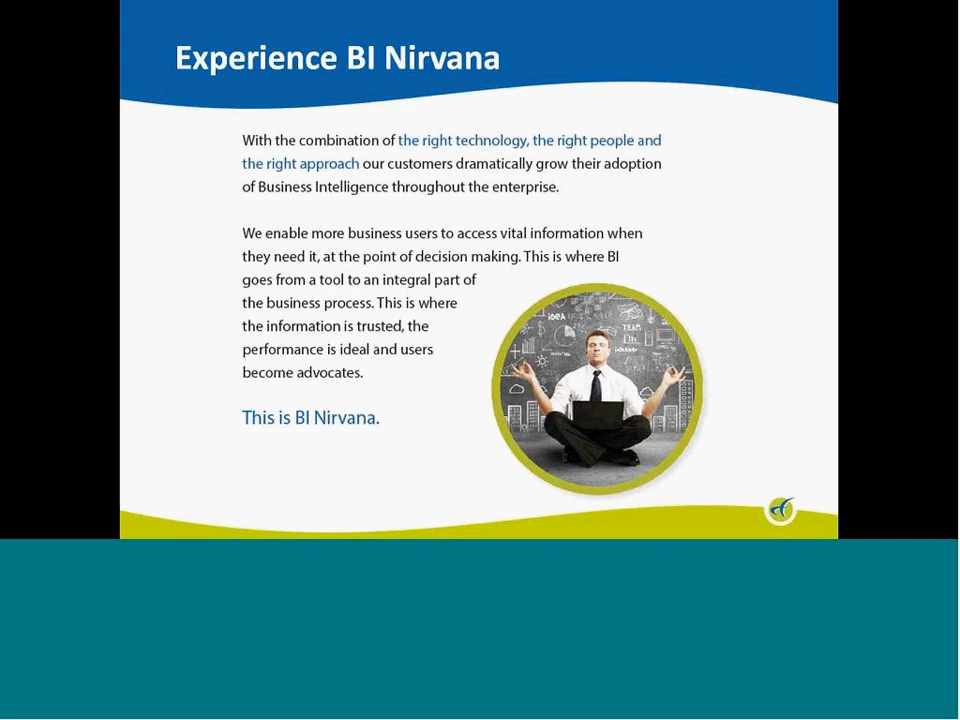 Experience BI Nirvana
With the combination of the right technology, the right people and
the right approach our customers dramatically grow their adoption
of Business Intelligence throughout the enterprise.
We enable more business users to access vital information when
they need it, at the point of decision making. This is where BI
goes from a tool to an integral part of
the business process. This is where
the information is trusted, the
performance is ideal and users
become advocates.
This is BI Nirvana.
IDEA
TEAM